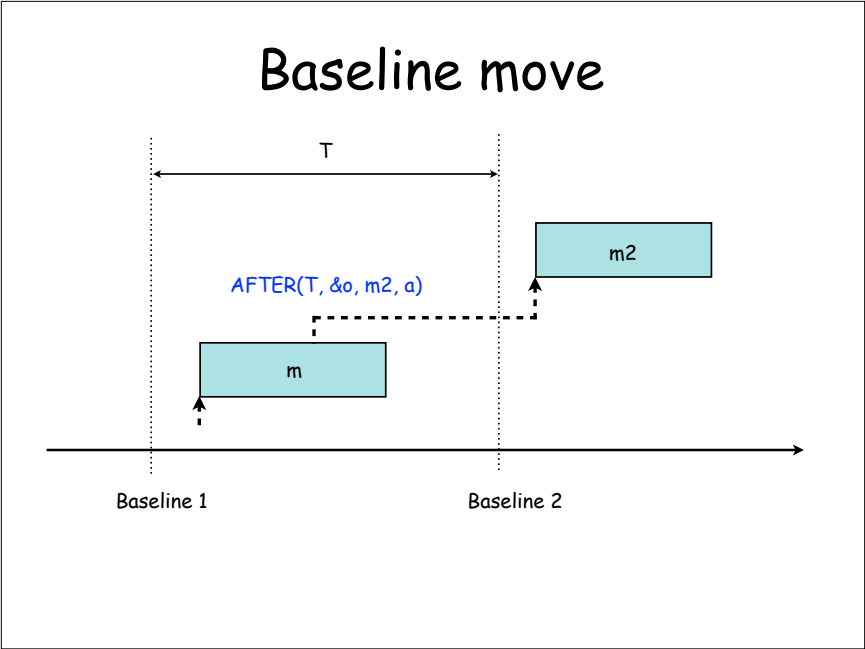 Baseline move
T
m2
AFTER(T, &o, m2, a)
m
Baseline 1
Baseline 2